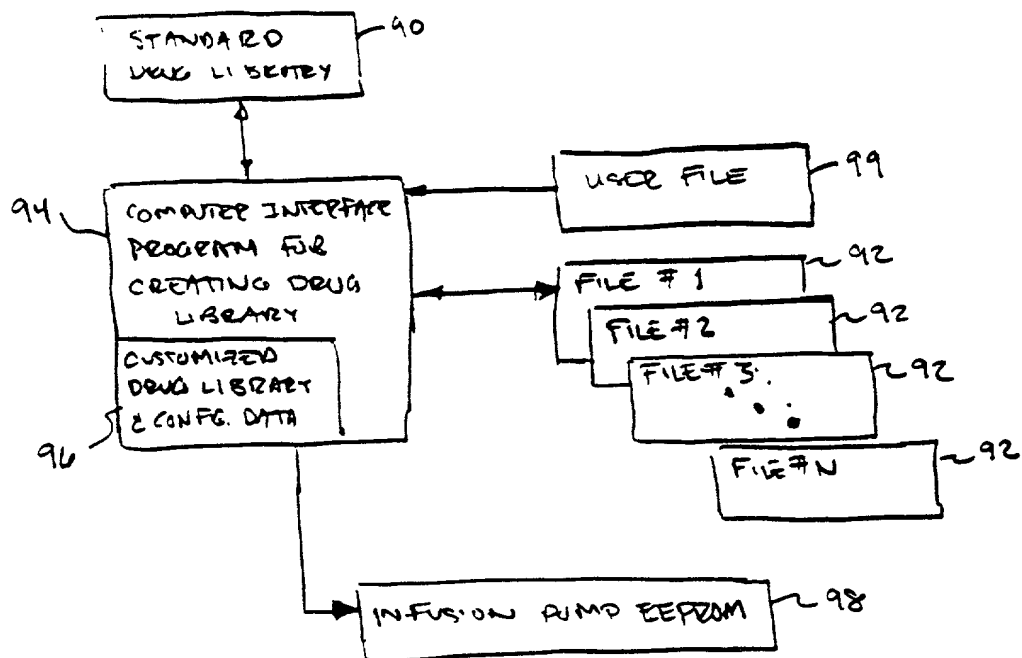 STANDARD
DRUG LIBRARY
90
94
COMPUTER INTERFACE
PROGRAM FOR
CREATING DRUG
LIBRARY
CUSTOMIZED
DRUG LIBRARY
& CONFG. DATA
96
USER FILE
99
FILE # 1
92
FILE #2
92
FILE # 3
92
FILE # N
92
INFUSION PUMP EEPROM
98